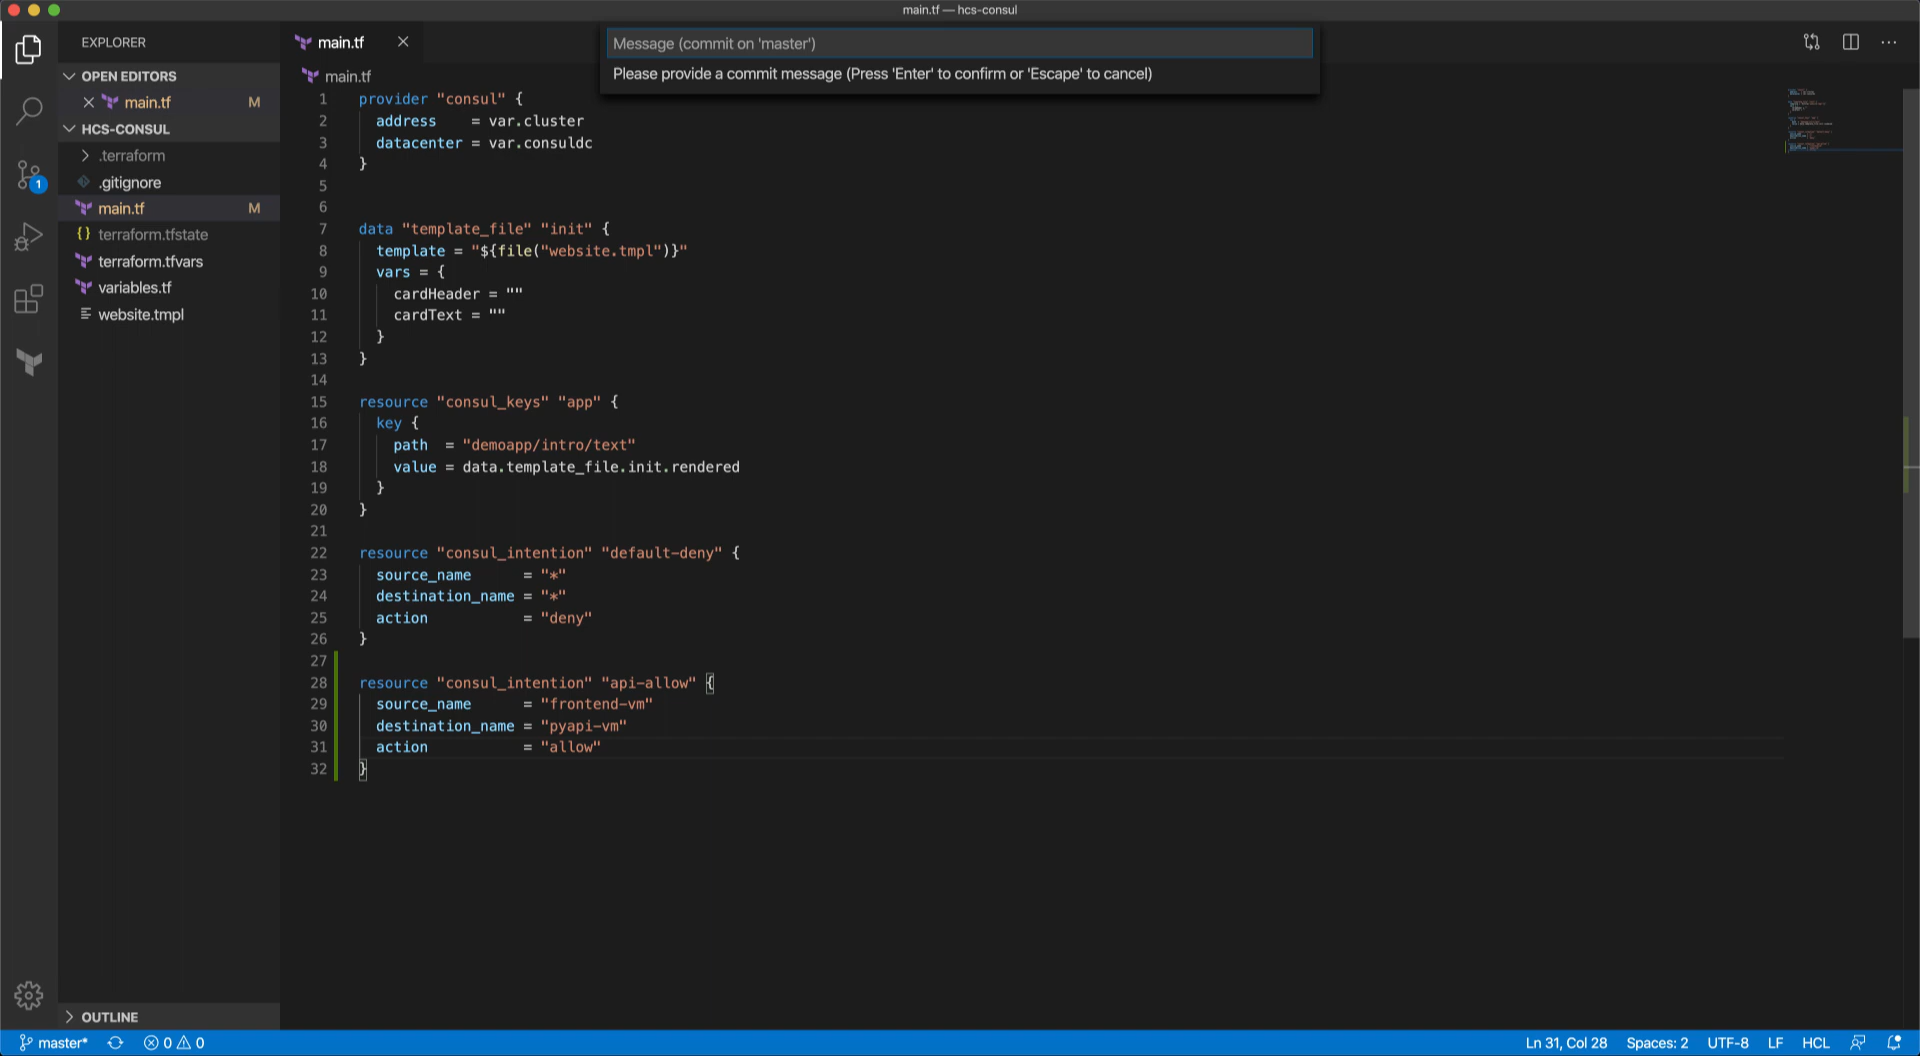 main.tf — hcs-consul
EXPLORER
main.tf
Message (commit on 'master')
Please provide a commit message (Press 'Enter' to confirm or 'Escape' to cancel)
OPEN EDITORS
main.tf M
HCS-CONSUL
.terraform
.gitignore
main.tf M
{} terraform.tfstate
terraform.tfvars
variables.tf
website.tmpl
OUTLINE
1
main.tf
1 provider "consul" {
2   address    = var.cluster
3   datacenter = var.consuldc
4 }
5
6
7 data "template_file" "init" {
8   template = "${file("website.tmpl")}"
9   vars = {
10     cardHeader = ""
11     cardText = ""
12   }
13 }
14
15 resource "consul_keys" "app" {
16   key {
17     path  = "demoapp/intro/text"
18     value = data.template_file.init.rendered
19   }
20 }
21
22 resource "consul_intention" "default-deny" {
23   source_name      = "*"
24   destination_name = "*"
25   action           = "deny"
26 }
27
28 resource "consul_intention" "api-allow" {
29   source_name      = "frontend-vm"
30   destination_name = "pyapi-vm"
31   action           = "allow"
32 }
master* 0 0 Ln 31, Col 28 Spaces: 2 UTF-8 LF HCL